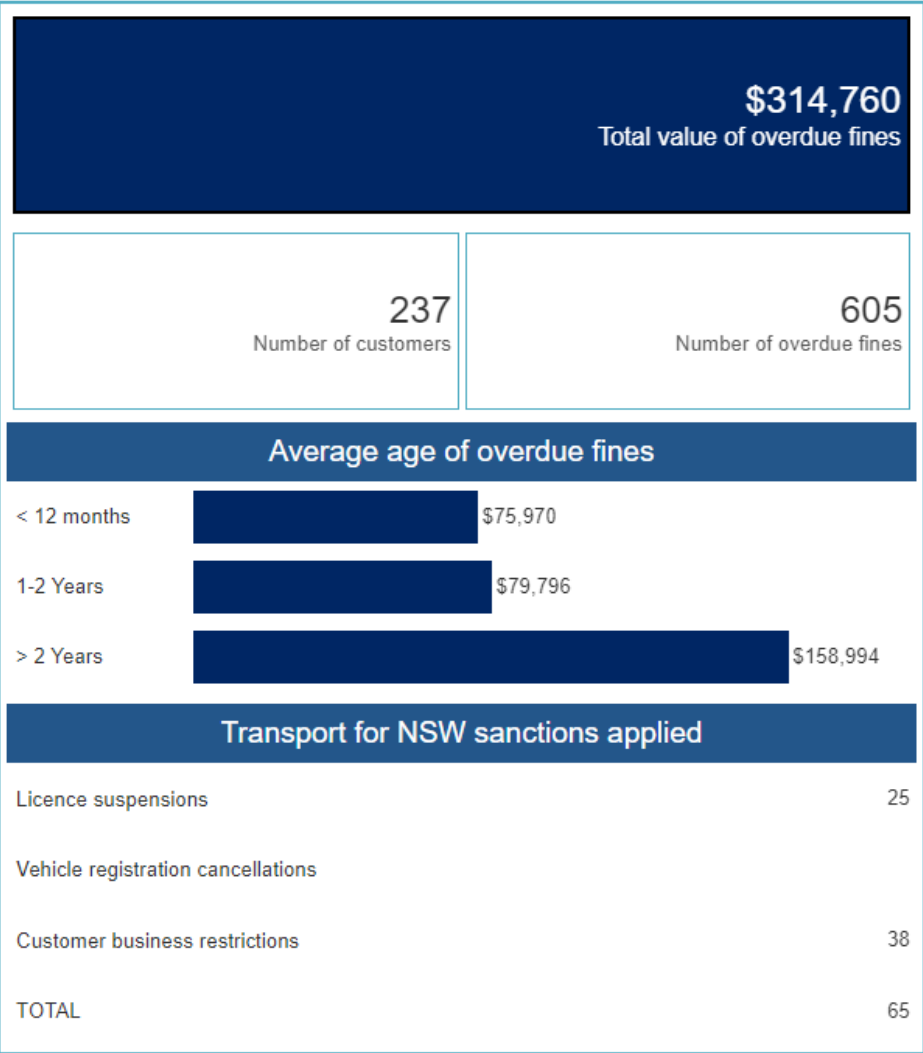 $314,760
Total value of overdue fines
237
Number of customers
605
Number of overdue fines
Average age of overdue fines
< 12 months $75,970
1-2 Years $79,796
> 2 Years $158,994
Transport for NSW sanctions applied
Licence suspensions 25
Vehicle registration cancellations
Customer business restrictions 38
TOTAL 65